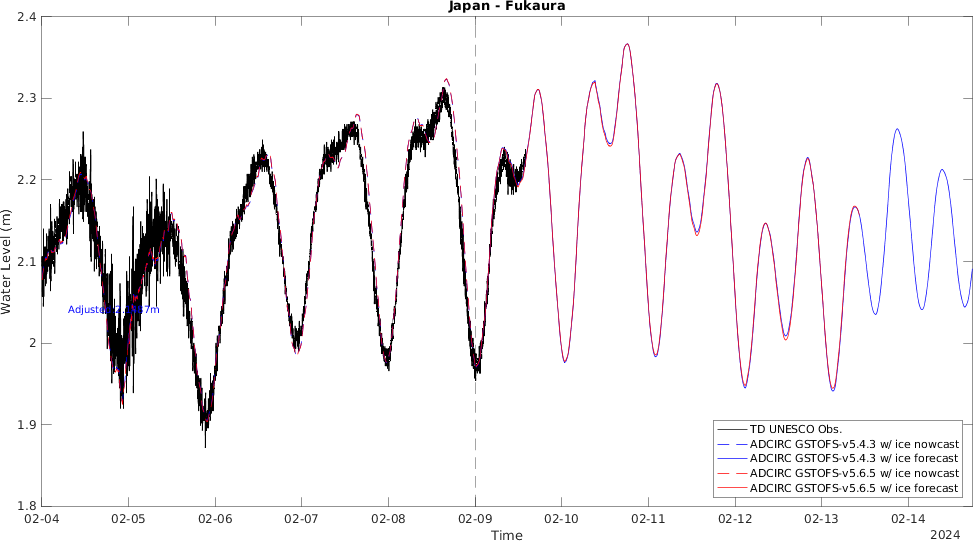 Japan - Fukaura
2.4
2.3
2.2
2.1
2
1.9
1.8
Water Level (m)
Adjusted
02-04
02-05
02-06
02-07
02-08
02-09
02-10
02-11
02-12
02-13
02-14
Time
2024
TD UNESCO Obs.
ADCIRC GSTOFS-v5.4.3 w/ ice nowcast
ADCIRC GSTOFS-v5.4.3 w/ ice forecast
ADCIRC GSTOFS-v5.6.5 w/ ice nowcast
ADCIRC GSTOFS-v5.6.5 w/ ice forecast